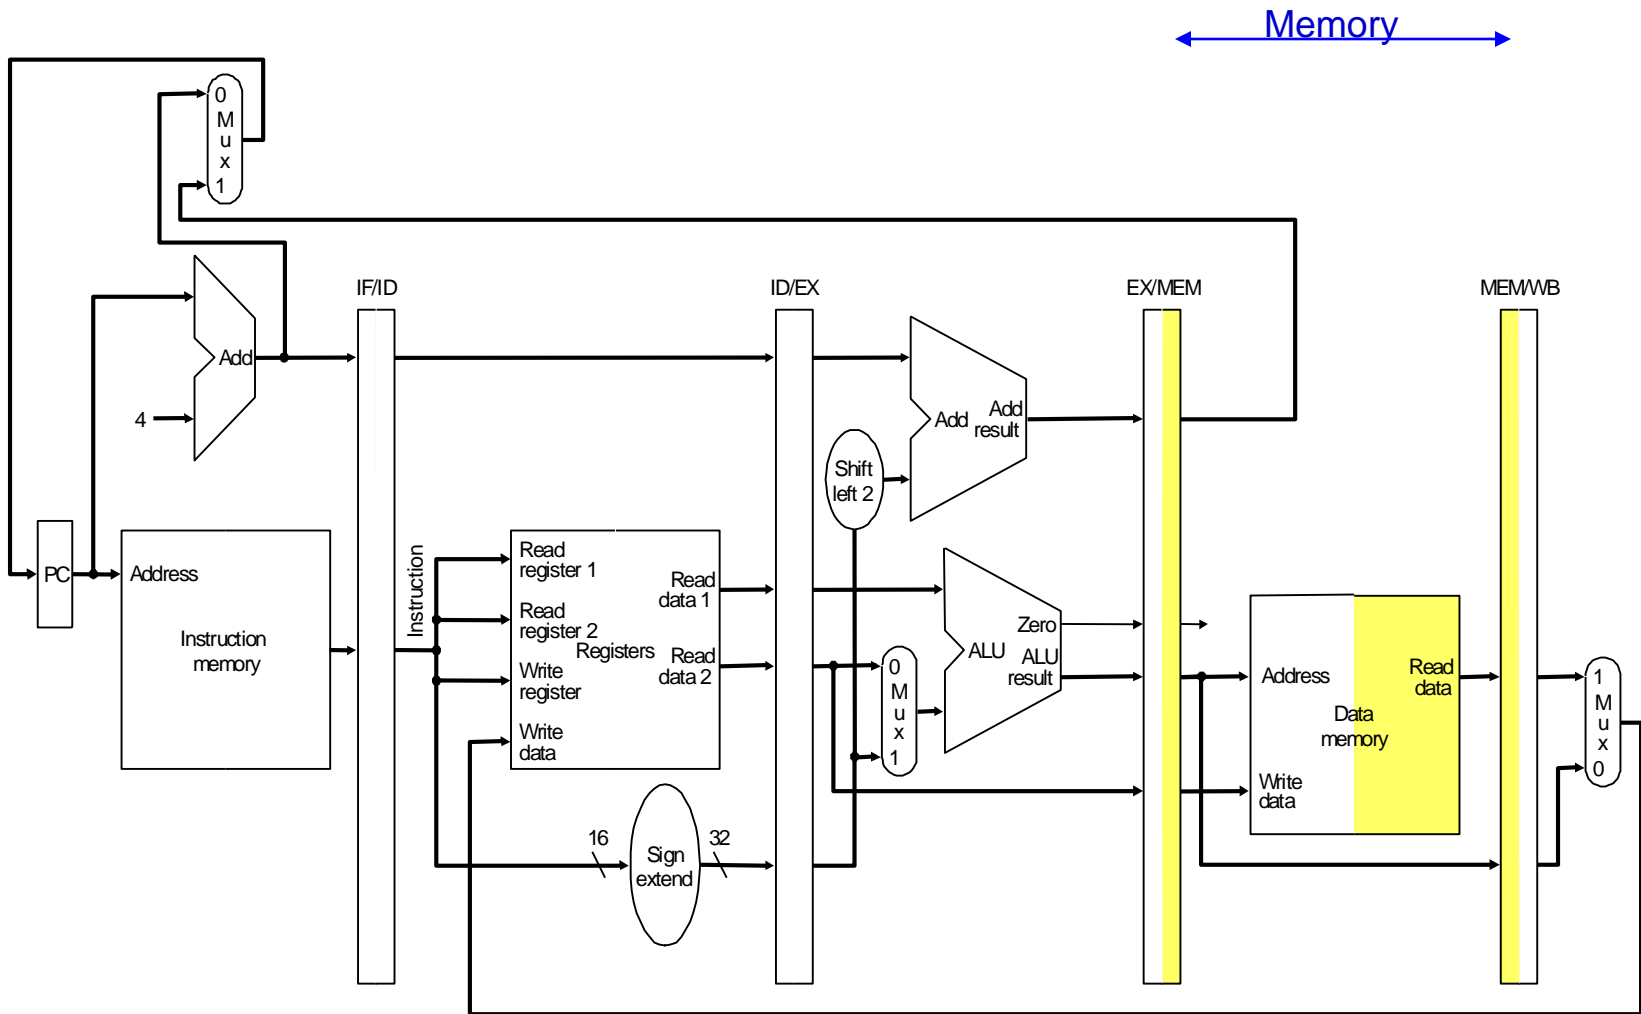 Memory
0
M
u
x
1
IF/ID
ID/EX
EX/MEM
MEM/WB
Add
4
Add
Add
result
Shift
left 2
PC
Address
Instruction
memory
Instruction
Read
register 1
Read
register 2
Registers
Write
register
Write
data
Read
data 1
Read
data 2
16
Sign
extend
32
0
M
u
x
1
Zero
ALU
ALU
result
Address
Read
data
Data
memory
Write
data
1
M
u
x
0